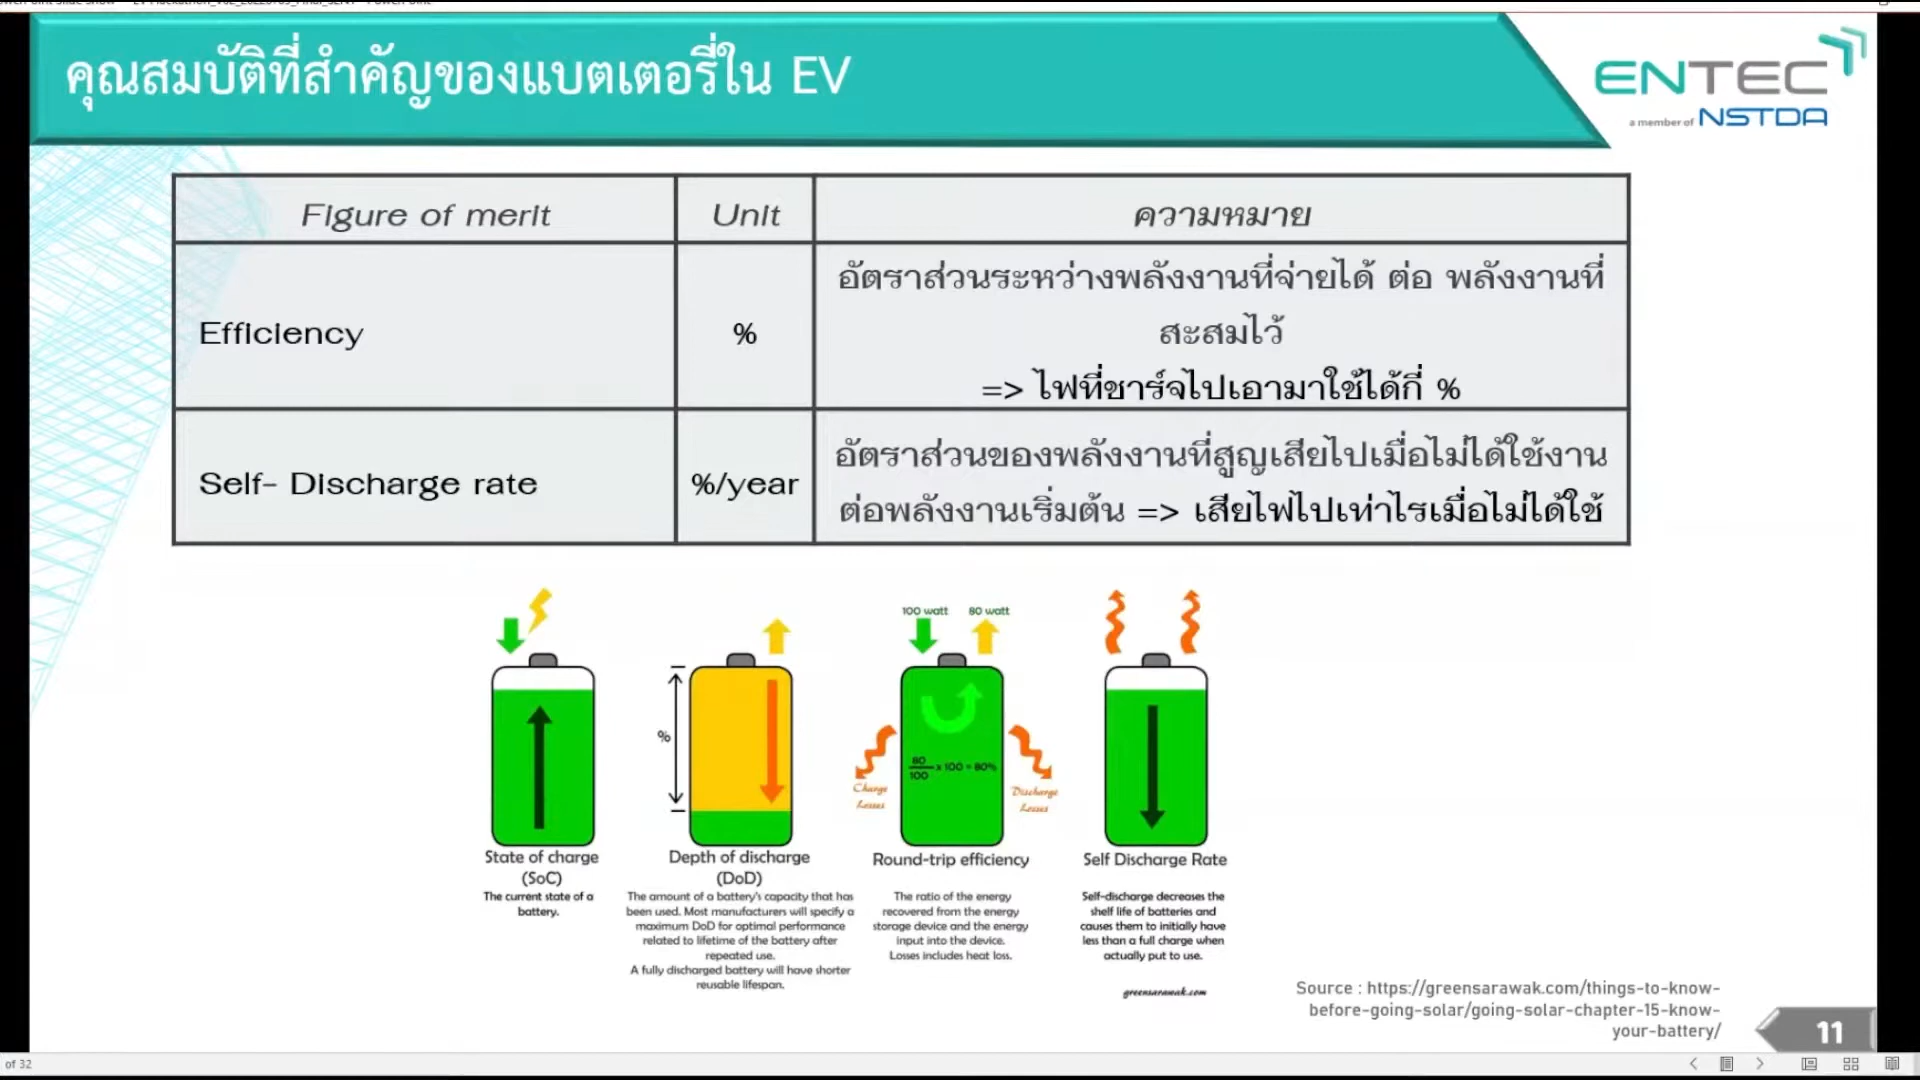 คุณสมบัติที่สำคัญของแบตเตอรี่ใน EV
ENTEC
a member of NSTDA
Figure of merit Unit ความหมาย
อัตราส่วนระหว่างพลังงานที่จ่ายได้ ต่อ พลังงานที่
สะสมไว้
Efficiency %
=> ไฟที่ชาร์จไปเอามาใช้ได้กี่ %
อัตราส่วนของพลังงานที่สูญเสียไปเมื่อไม่ได้ใช้งาน
Self- Discharge rate %/year
ต่อพลังงานเริ่มต้น => เสียไฟไปเท่าไรเมื่อไม่ได้ใช้
100 watt 80 watt
%
80
100 x 100 = 80%
Charge
Losses
Discharge
Losses
State of charge
(SoC)
The current state of a
battery.
Depth of discharge
(DoD)
The amount of a battery's capacity that has
been used. Most manufacturers will specify a
maximum DoD for optimal performance
related to lifetime of the battery after
repeated use.
A fully discharged battery will have shorter
reusable lifespan.
Round-trip efficiency
The ratio of the energy
recovered from the energy
storage device and the energy
input into the device.
Losses includes heat loss.
Self Discharge Rate
Self-discharge decreases the
shelf life of batteries and
causes them to initially have
less than a full charge when
actually put to use.
greensarawak.com
Source : https://greensarawak.com/things-to-know-
before-going-solar/going-solar-chapter-15-know-
your-battery/
11
of 32